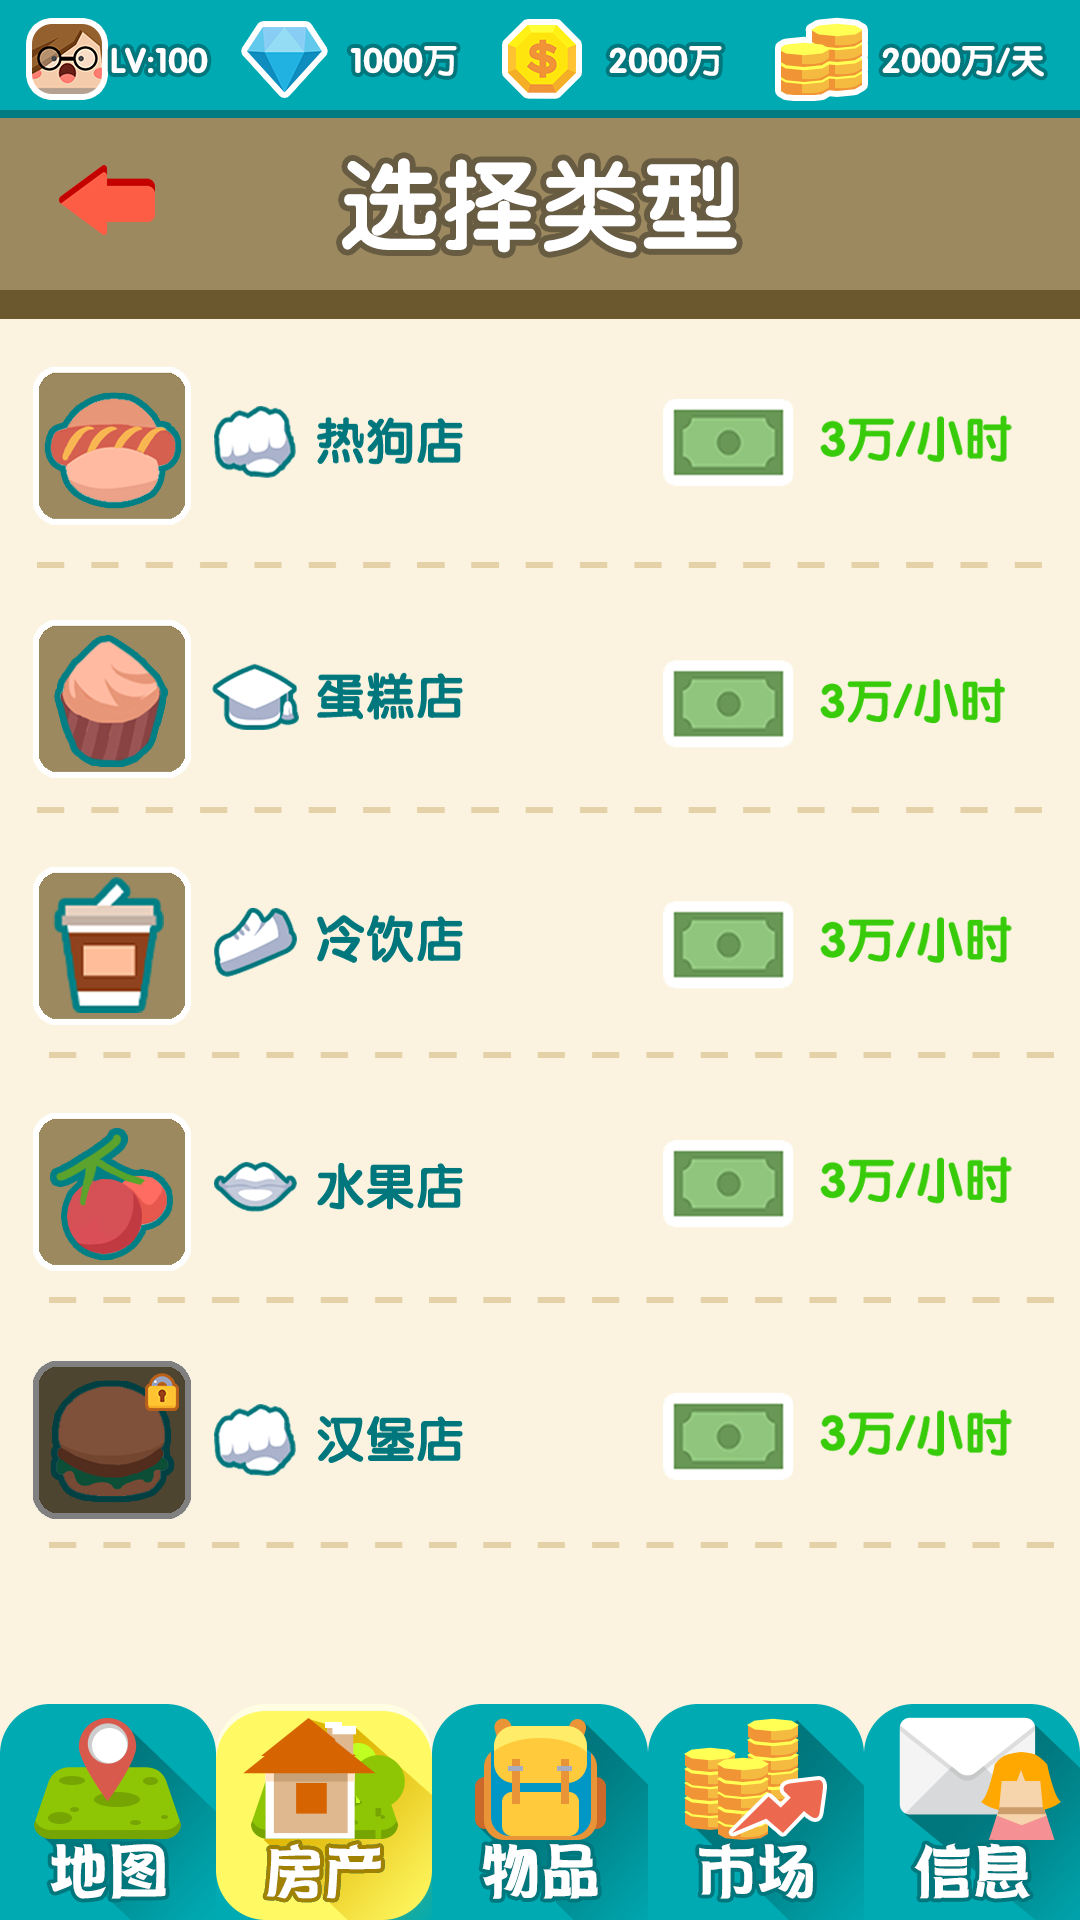 LV:100 1000万 2000万 2000万/天
选择类型
热狗店 3万/小时
蛋糕店 3万/小时
冷饮店 3万/小时
水果店 3万/小时
汉堡店 3万/小时
地图 房产 物品 市场 信息